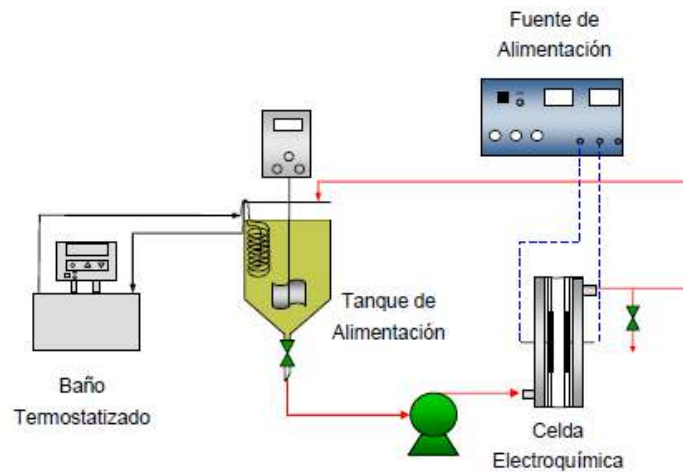 Fuente de
Alimentación
Tanque de
Alimentación
Baño
Termostatizado
Celda
Electroquímica